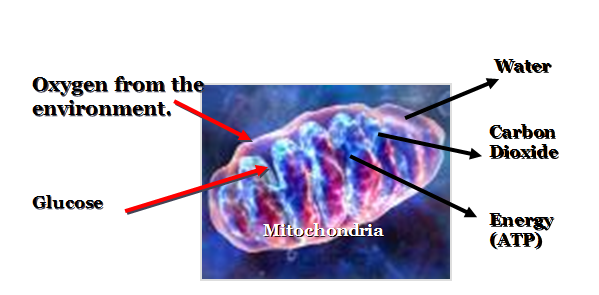 Oxygen from the
environment.
Glucose
Mitochondria
Water
Carbon
Dioxide
Energy
(ATP)